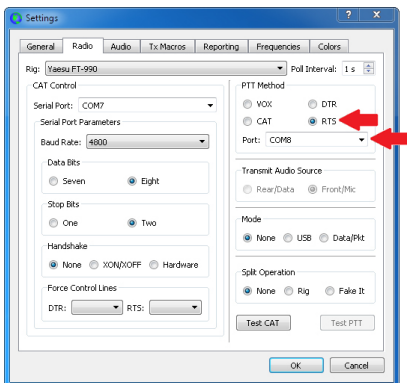 Settings
General Radio Audio Tx Macros Reporting Frequencies Colors
Rig: Yaesu FT-990 Poll Interval: 1 s
CAT Control
Serial Port: COM7
Serial Port Parameters
Baud Rate: 4800
Data Bits
Seven Eight
Stop Bits
One Two
Handshake
None XON/XOFF Hardware
Force Control Lines
DTR: RTS:
PTT Method
VOX DTR
CAT RTS
Port: COM8
Transmit Audio Source
Rear/Data Front/Mic
Mode
None USB Data/Pkt
Split Operation
None Rig Fake It
Test CAT Test PTT
OK Cancel